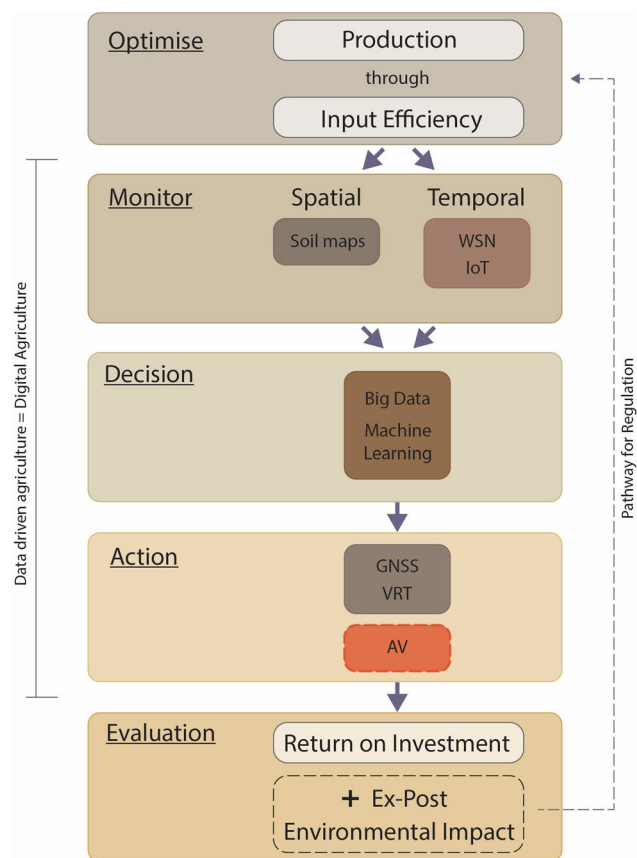 Optimise
Production
through
Input Efficiency
Monitor
Spatial
Temporal
Soil maps
WSN
IoT
Decision
Big Data
Machine
Learning
Action
GNSS
VRT
AV
Evaluation
Return on Investment
+ Ex-Post
Environmental Impact
Data driven agriculture = Digital Agriculture
Pathway for Regulation